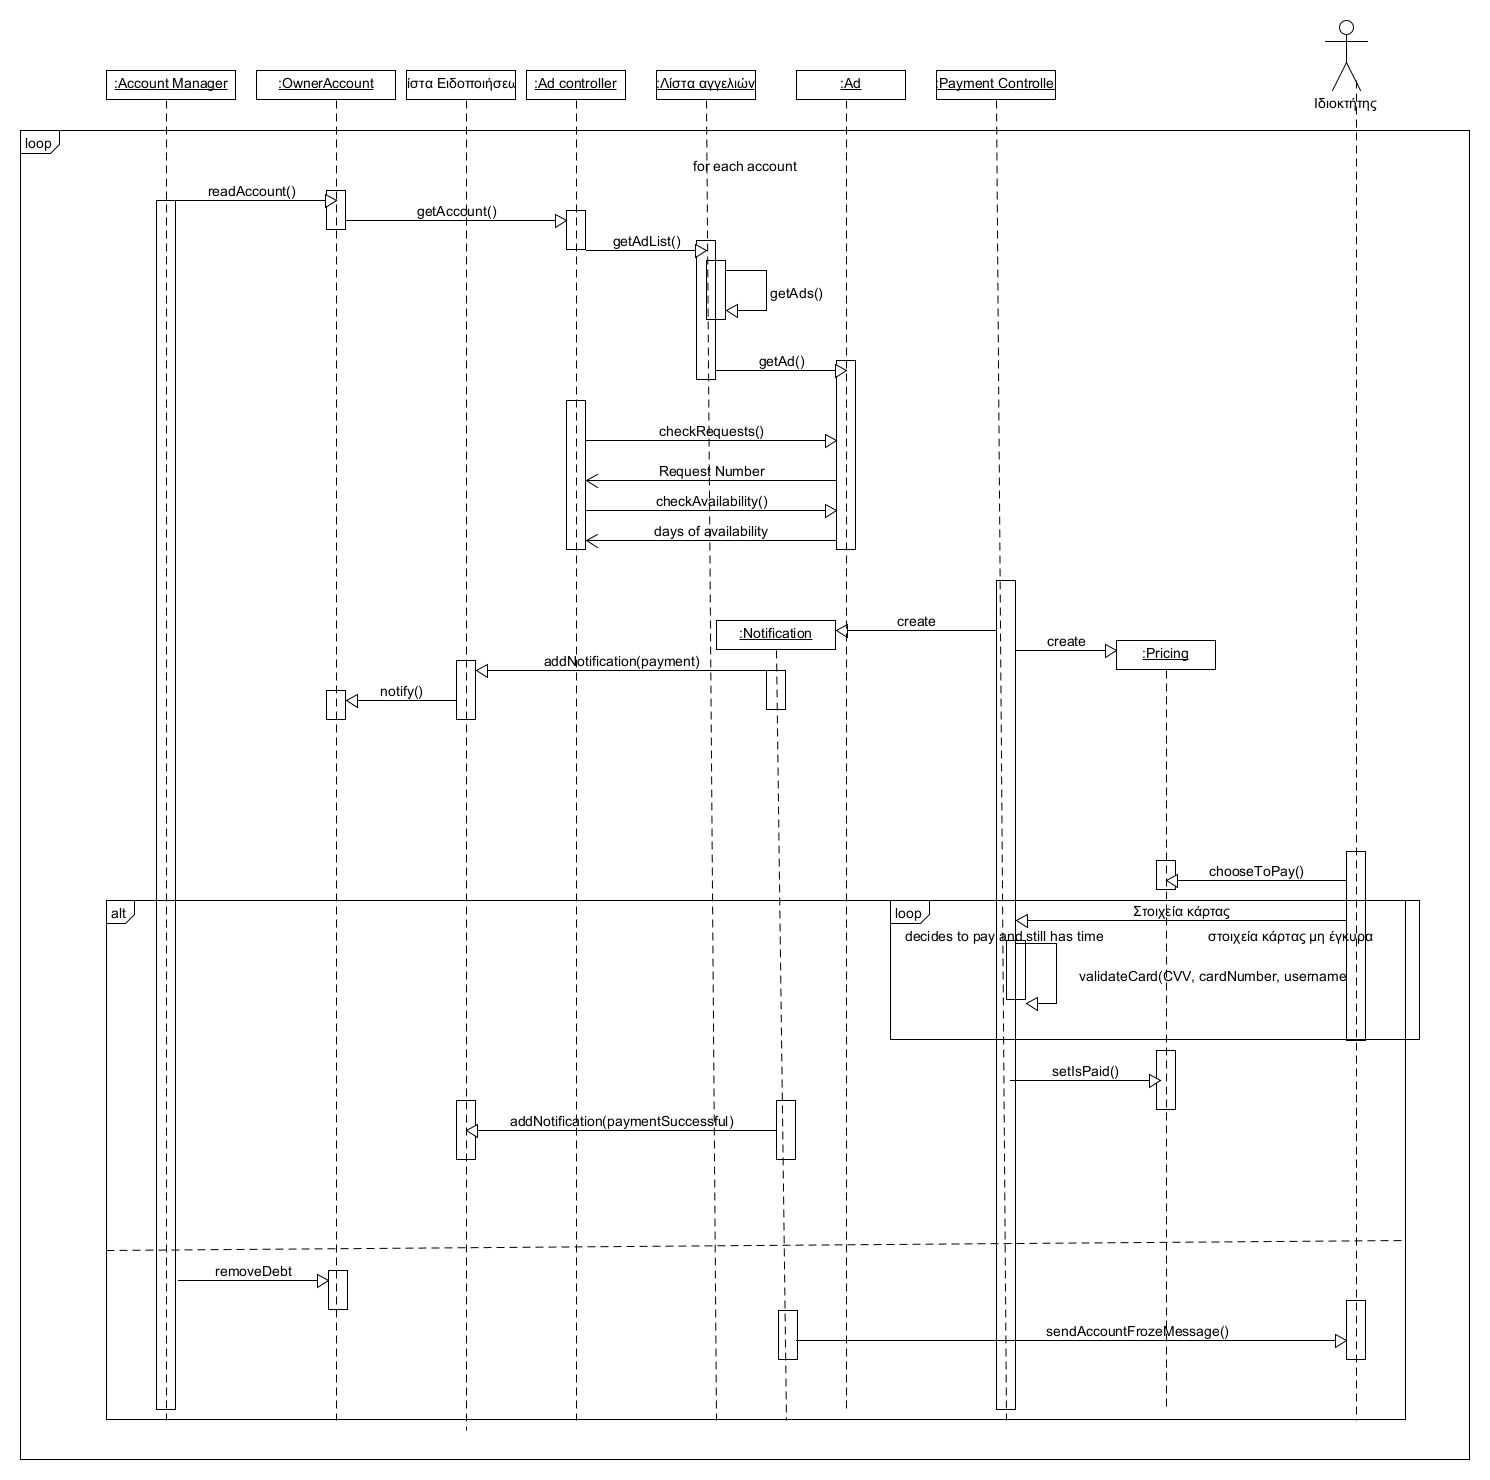 :Account Manager
:OwnerAccount
ίστα Ειδοποιήσεω
:Ad controller
:Λίστα αγγελιών
:Ad
:Payment Controlle
Ιδιοκτήτης
loop
for each account
readAccount()
getAccount()
getAdList()
getAds()
getAd()
checkRequests()
Request Number
checkAvailability()
days of availability
create
:Notification
create
:Pricing
addNotification(payment)
notify()
chooseToPay()
alt
loop
Στοιχεία κάρτας
decides to pay and still has time
στοιχεία κάρτας μη έγκυρα
validateCard(CVV, cardNumber, username
setIsPaid()
addNotification(paymentSuccessful)
removeDebt
sendAccountFrozeMessage()